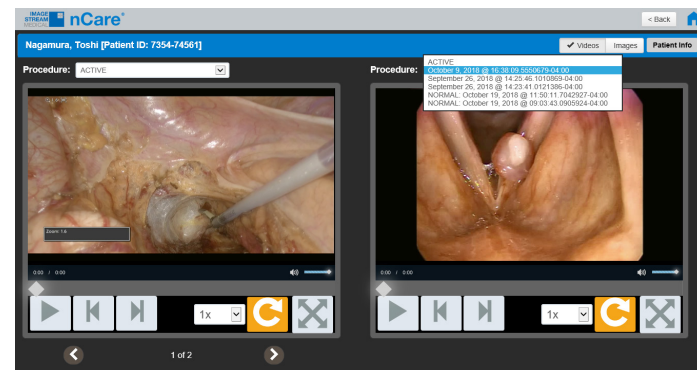 IMAGE
STREAM
MEDICAL
nCare®
< Back
Nagamura, Toshi [Patient ID: 7354-74561]
Videos
Images
Patient Info
Procedure:
ACTIVE
Zoom: 1.6
0:00 / 0:00
1x
1 of 2
Procedure:
ACTIVE
October 9, 2018 @ 16:38:09.5550679-04:00
September 26, 2018 @ 14:25:46.1010869-04:00
September 26, 2018 @ 14:23:41.0121386-04:00
NORMAL: October 19, 2018 @ 11:50:11.7042927-04:00
NORMAL: October 19, 2018 @ 09:03:43.0905924-04:00
0:00 / 0:00
1x